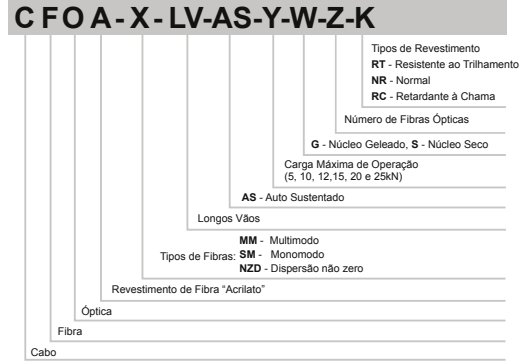 CFOA-X-LV-AS-Y-W-Z-K
Tipos de Revestimento
RT - Resistente ao Trilhamento
NR - Normal
RC - Retardante à Chama
Número de Fibras Ópticas
G - Núcleo Geleado, S - Núcleo Seco
Carga Máxima de Operação
(5, 10, 12,15, 20 e 25kN)
AS - Auto Sustentado
Longos Vãos
MM - Multimodo
Tipos de Fibras: SM - Monomodo
NZD - Dispersão não zero
Revestimento de Fibra “Acrilato”
Óptica
Fibra
Cabo